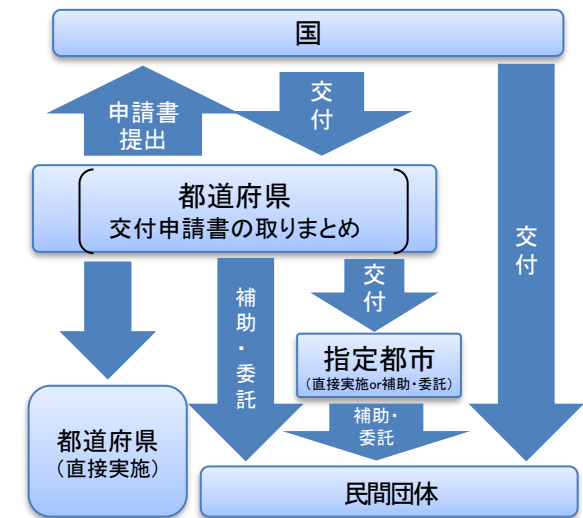 国
申請書
提出
交付
都道府県
交付申請書の取りまとめ
交付
補助・委託
交付
指定都市
（直接実施or補助・委託）
補助・
委託
都道府県
（直接実施）
民間団体